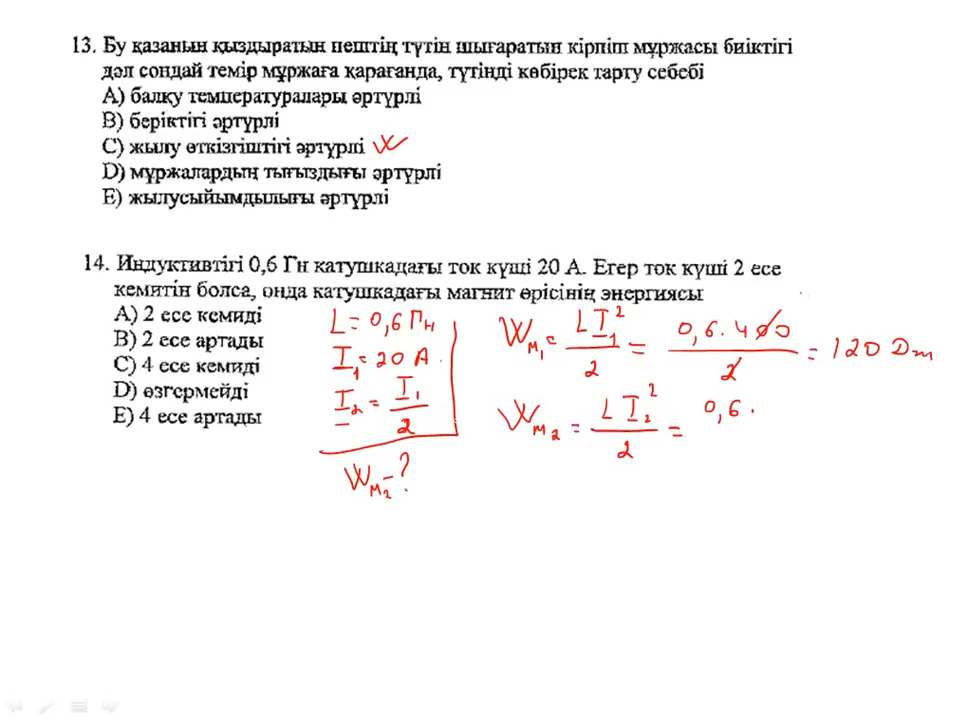 13. Бу қазанын қыздыратын пештің түтін шығаратын кірпіш мұржасы биіктігі
дәл сондай темір мұржаға қарағанда, түтінді көбірек тарту себебі
A) балқу температуралары әртүрлі
B) беріктігі әртүрлі
C) жылу өткізгіштігі әртүрлі
D) мұржалардың тығыздығы әртүрлі
E) жылусыйымдылығы әртүрлі
14. Индуктивтігі 0,6 Гн катушкадағы ток күші 20 А. Егер ток күші 2 есе
кемитін болса, онда катушкадағы магнит өрісінің энергиясы
A) 2 есе кемиді
B) 2 есе артады
C) 4 есе кемиді
D) өзгермейді
E) 4 есе артады
L = 0,6 Гн
I₁ = 20 А
I₂ = I₁/2
Wм₂ - ?
Wм₁ = LI₁²/2 = 0,6·400/2 = 120 Дж
Wм₂ = LI₂²/2 = 0,6·